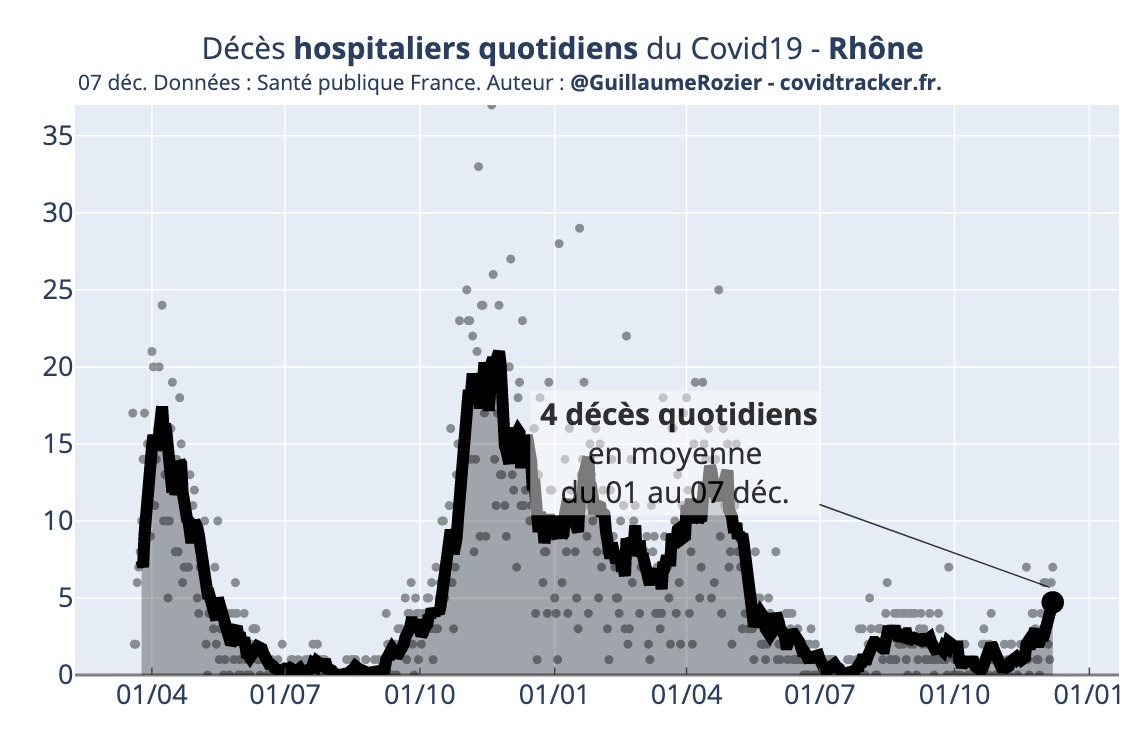 Décès hospitaliers quotidiens du Covid19 - Rhône
07 déc. Données : Santé publique France. Auteur : @GuillaumeRozier - covidtracker.fr.
35
30
25
20
15
10
5
0
4 décès quotidiens
en moyenne
du 01 au 07 déc.
01/04 01/07 01/10 01/01 01/04 01/07 01/10 01/01